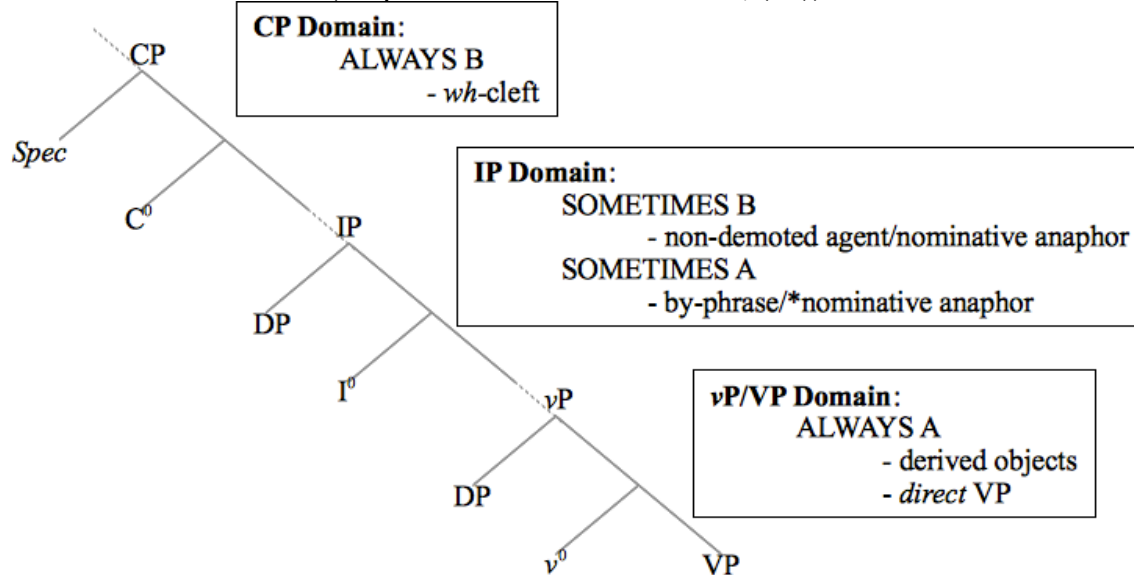 CP Domain:
ALWAYS B
- wh-cleft
CP
Spec
C⁰
IP Domain:
SOMETIMES B
- non-demoted agent/nominative anaphor
SOMETIMES A
- by-phrase/*nominative anaphor
IP
DP
I⁰
vP/VP Domain:
ALWAYS A
- derived objects
- direct VP
vP
DP
v⁰
VP